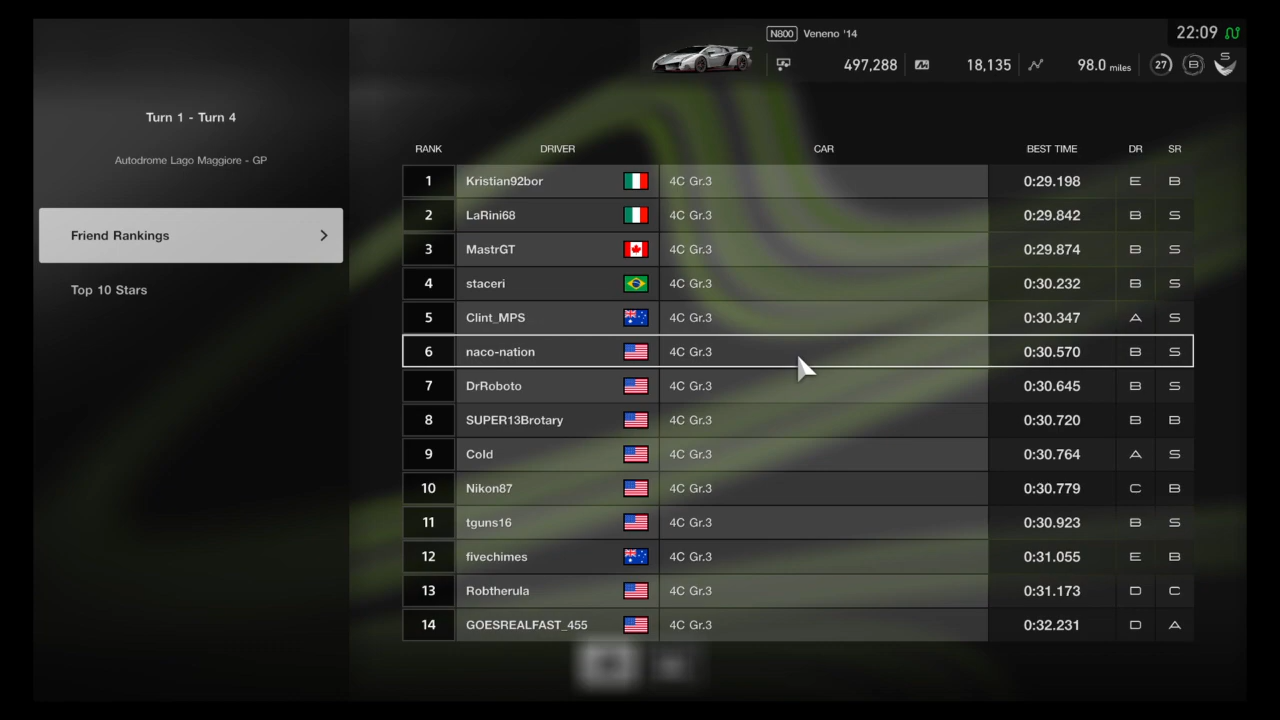 N800 Veneno '14 22:09
497,288 18,135 98.0 miles 27 B S
Turn 1 - Turn 4
Autodrome Lago Maggiore - GP
Friend Rankings
Top 10 Stars
RANK DRIVER CAR BEST TIME DR SR
1 Kristian92bor 4C Gr.3 0:29.198 E B
2 LaRini68 4C Gr.3 0:29.842 B S
3 MastrGT 4C Gr.3 0:29.874 B S
4 staceri 4C Gr.3 0:30.232 B S
5 Clint_MPS 4C Gr.3 0:30.347 A S
6 naco-nation 4C Gr.3 0:30.570 B S
7 DrRoboto 4C Gr.3 0:30.645 B S
8 SUPER13Brotary 4C Gr.3 0:30.720 B B
9 Cold 4C Gr.3 0:30.764 A S
10 Nikon87 4C Gr.3 0:30.779 C B
11 tguns16 4C Gr.3 0:30.923 B S
12 fivechimes 4C Gr.3 0:31.055 E B
13 Robtherula 4C Gr.3 0:31.173 D C
14 GOESREALFAST_455 4C Gr.3 0:32.231 D A